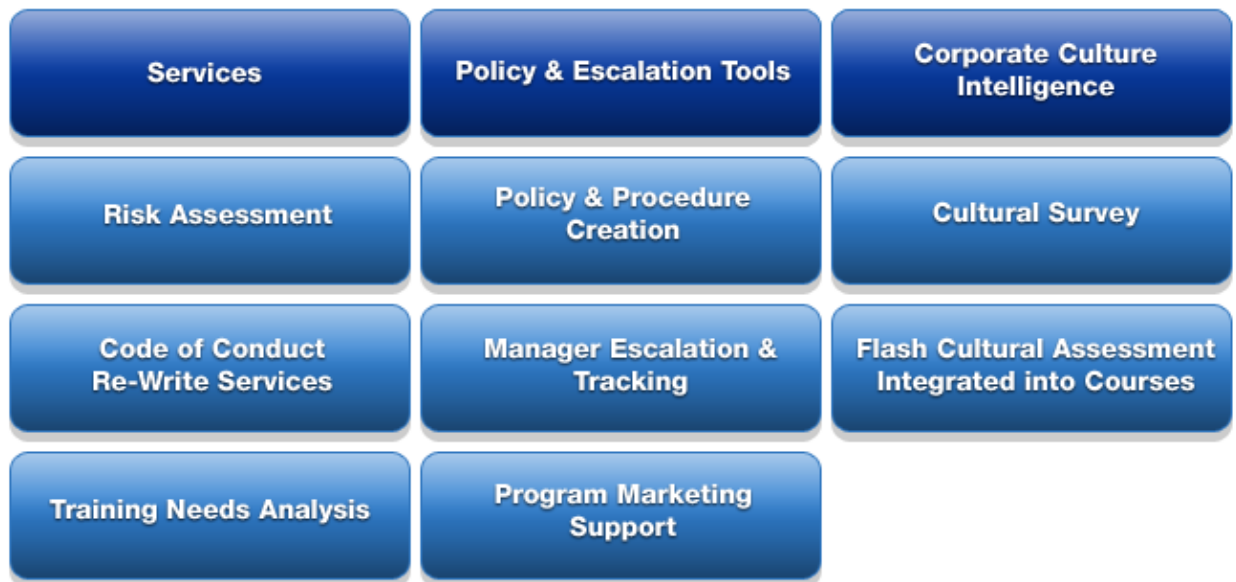 Services
Policy & Escalation Tools
Corporate Culture
Intelligence
Risk Assessment
Policy & Procedure
Creation
Cultural Survey
Code of Conduct
Re-Write Services
Manager Escalation &
Tracking
Flash Cultural Assessment
Integrated into Courses
Training Needs Analysis
Program Marketing
Support